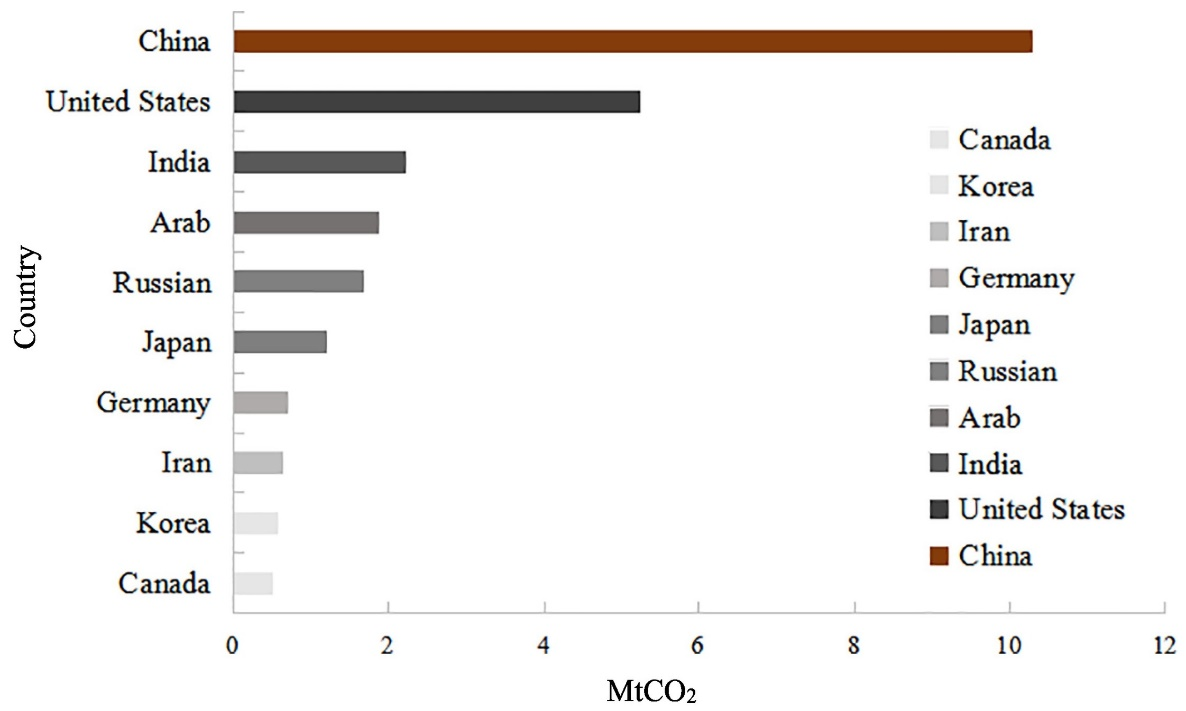 China
United States
India
Arab
Russian
Japan
Germany
Iran
Korea
Canada
Country
0 2 4 6 8 10 12
MtCO₂
Canada
Korea
Iran
Germany
Japan
Russian
Arab
India
United States
China